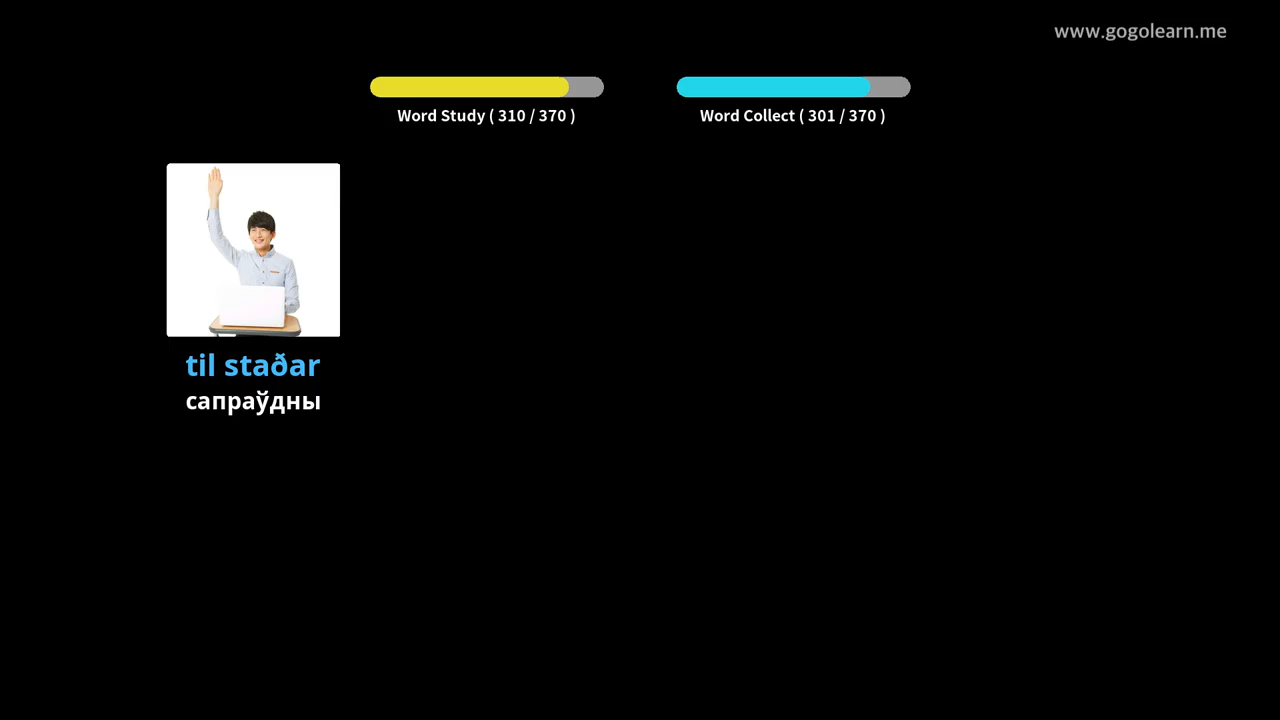 www.gogolearn.me
Word Study ( 310 / 370 )
Word Collect ( 301 / 370 )
til staðar
сапраўдны